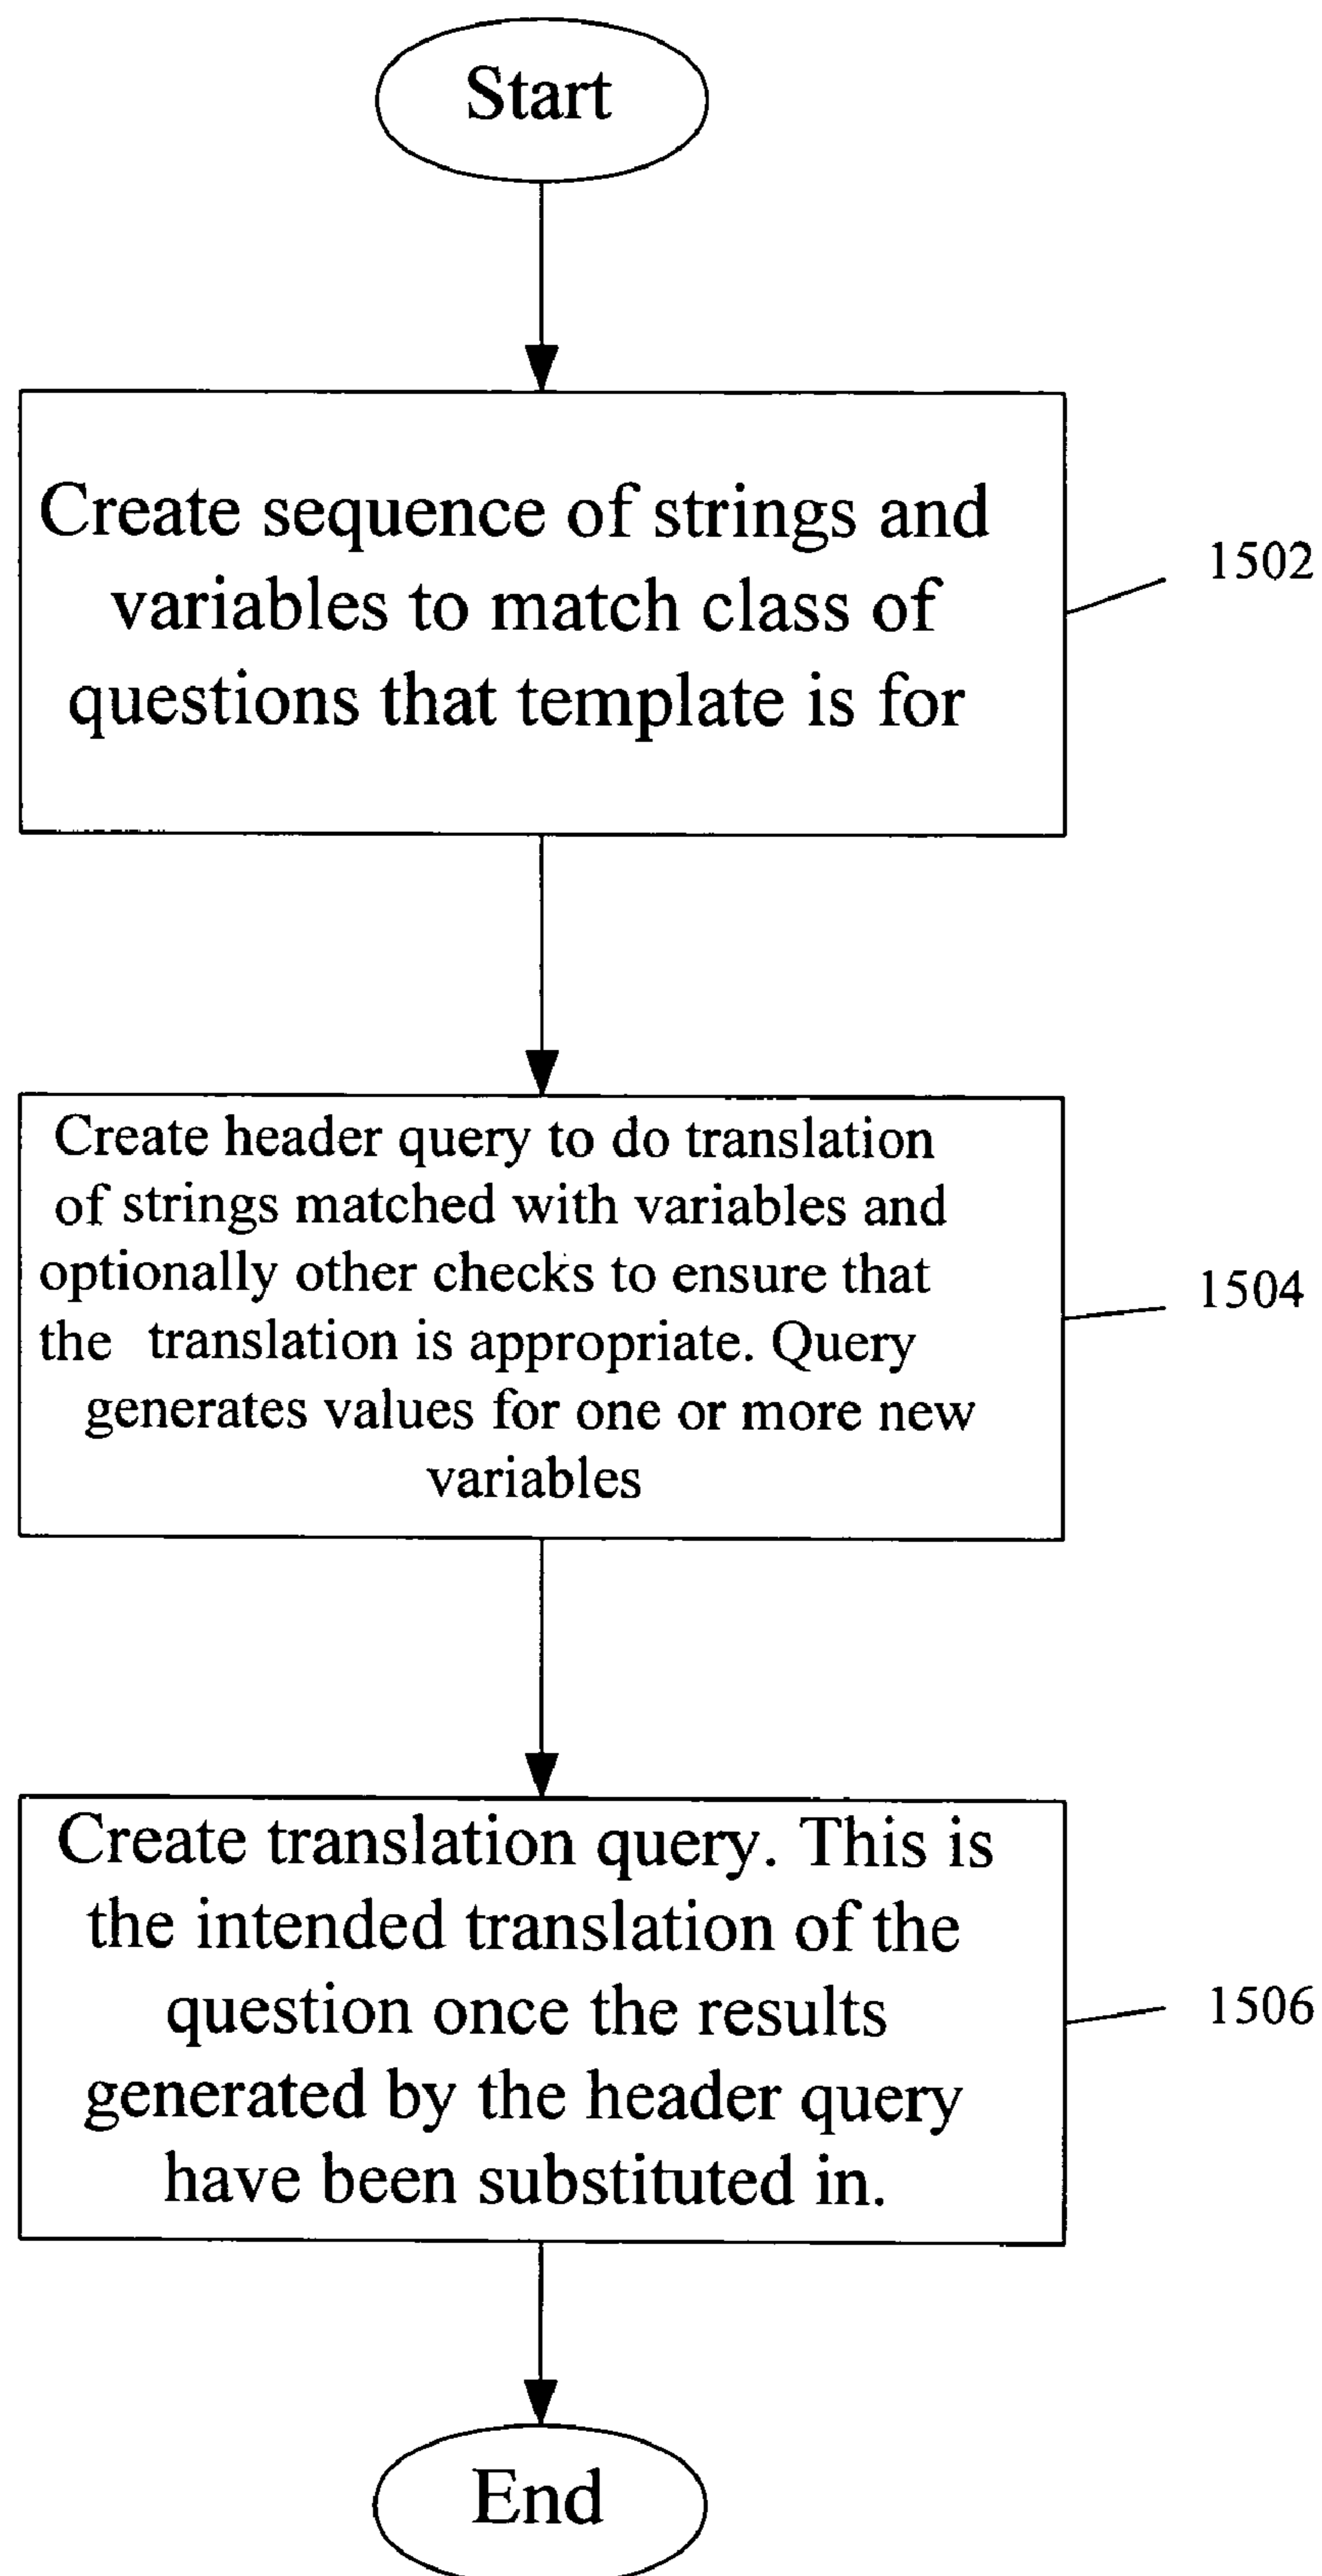 Start
Create sequence of strings and
variables to match class of
questions that template is for
1502
Create header query to do translation
of strings matched with variables and
optionally other checks to ensure that
the translation is appropriate. Query
generates values for one or more new
variables
1504
Create translation query. This is
the intended translation of the
question once the results
generated by the header query
have been substituted in.
1506
End